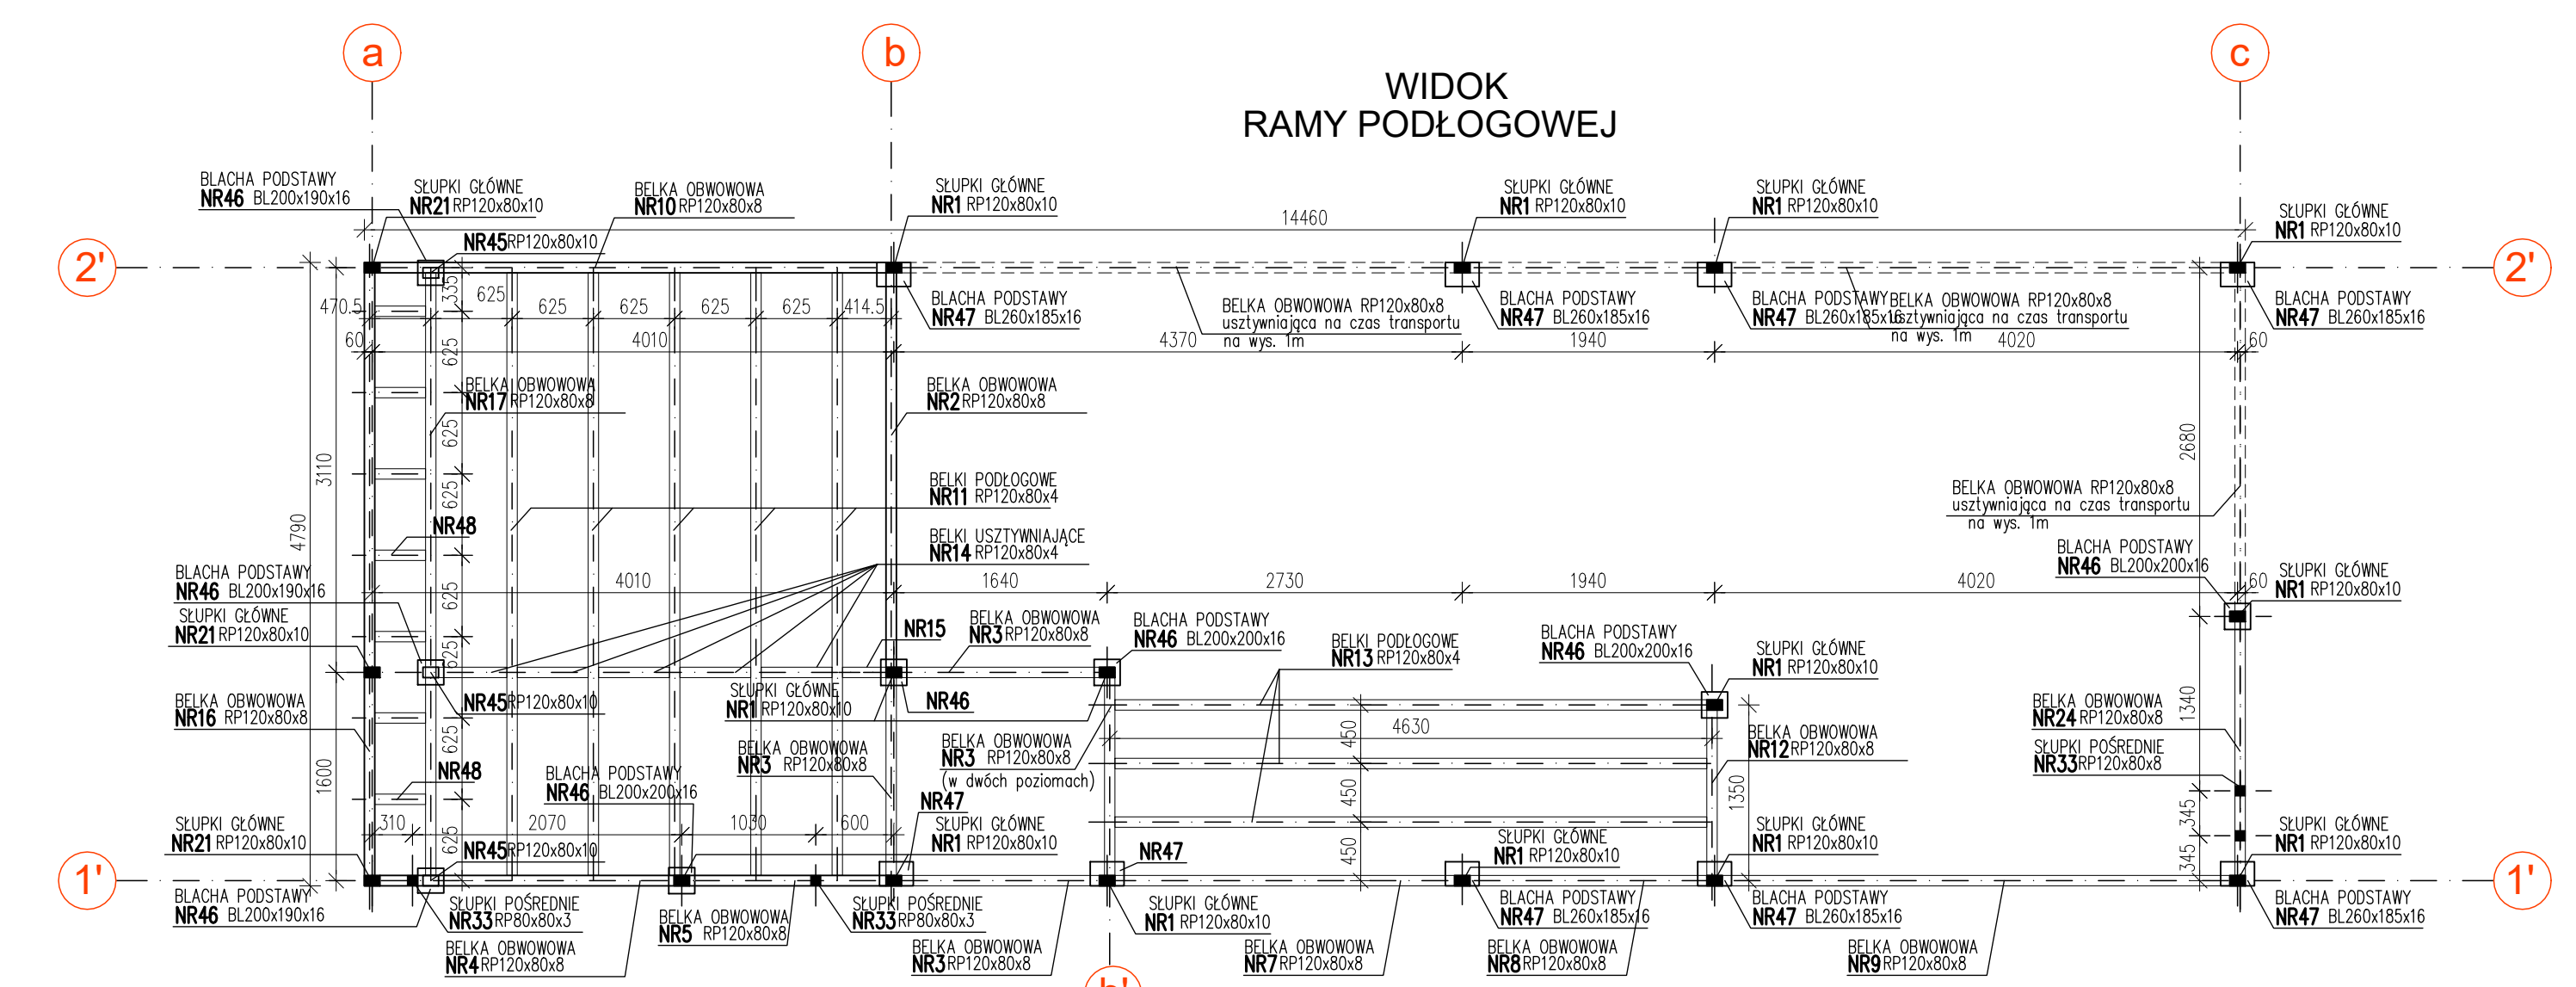 a
b
c
WIDOK
RAMY PODŁOGOWEJ
BLACHA PODSTAWY
NR46 BL200x190x16
SŁUPKI GŁÓWNE
NR21 RP120x80x10
BELKA OBWOWOWA
NR10 RP120x80x8
SŁUPKI GŁÓWNE
NR1 RP120x80x10
SŁUPKI GŁÓWNE
NR1 RP120x80x10
SŁUPKI GŁÓWNE
NR1 RP120x80x10
SŁUPKI GŁÓWNE
NR1 RP120x80x10
14460
NR45 RP120x80x10
2'
2'
335
625
625
625
625
625
414.5
470.5
60
4010
BLACHA PODSTAWY
NR47 BL260x185x16
BELKA OBWOWOWA RP120x80x8
usztywniająca na czas transportu
na wys. 1m
BLACHA PODSTAWY
NR47 BL260x185x16
BLACHA PODSTAWY
NR47 BL260x185x16
BELKA OBWOWOWA RP120x80x8
usztywniająca na czas transportu
na wys. 1m
BLACHA PODSTAWY
NR47 BL260x185x16
4370
1940
4020
60
625
BELKA OBWOWOWA
NR17 RP120x80x8
BELKA OBWOWOWA
NR2 RP120x80x8
625
3110
2680
BELKI PODŁOGOWE
NR11 RP120x80x4
625
BELKA OBWOWOWA RP120x80x8
usztywniająca na czas transportu
na wys. 1m
4790
NR48
BELKI USZTYWNIAJĄCE
NR14 RP120x80x4
BLACHA PODSTAWY
NR46 BL200x190x16
BLACHA PODSTAWY
NR46 BL200x200x16
625
4010
1640
2730
1940
4020
60
SŁUPKI GŁÓWNE
NR1 RP120x80x10
SŁUPKI GŁÓWNE
NR21 RP120x80x10
625
NR15
BELKA OBWOWOWA
NR3 RP120x80x8
BLACHA PODSTAWY
NR46 BL200x200x16
BELKI PODŁOGOWE
NR13 RP120x80x4
BLACHA PODSTAWY
NR46 BL200x200x16
SŁUPKI GŁÓWNE
NR1 RP120x80x10
BELKA OBWOWOWA
NR16 RP120x80x8
NR45 RP120x80x10
SŁUPKI GŁÓWNE
NR1 RP120x80x10
NR46
1340
BELKA OBWOWOWA
NR24 RP120x80x8
625
4630
450
BELKA OBWOWOWA
NR3 RP120x80x8
BELKA OBWOWOWA
NR3 RP120x80x8
(w dwóch poziomach)
BELKA OBWOWOWA
NR12 RP120x80x8
SŁUPKI POŚREDNIE
NR33 RP120x80x8
1600
NR48
BLACHA PODSTAWY
NR46 BL200x200x16
NR47
450
1350
345
SŁUPKI GŁÓWNE
NR21 RP120x80x10
310
2070
1030
600
SŁUPKI GŁÓWNE
NR1 RP120x80x10
SŁUPKI GŁÓWNE
NR1 RP120x80x10
SŁUPKI GŁÓWNE
NR1 RP120x80x10
SŁUPKI GŁÓWNE
NR1 RP120x80x10
625
NR45 RP120x80x10
NR47
450
345
1'
1'
BLACHA PODSTAWY
NR46 BL200x190x16
SŁUPKI POŚREDNIE
NR33 RP80x80x3
BELKA OBWOWOWA
NR5 RP120x80x8
SŁUPKI POŚREDNIE
NR33 RP80x80x3
SŁUPKI GŁÓWNE
NR1 RP120x80x10
BLACHA PODSTAWY
NR47 BL260x185x16
BLACHA PODSTAWY
NR47 BL260x185x16
BLACHA PODSTAWY
NR47 BL260x185x16
BELKA OBWOWOWA
NR4 RP120x80x8
BELKA OBWOWOWA
NR3 RP120x80x8
BELKA OBWOWOWA
NR7 RP120x80x8
BELKA OBWOWOWA
NR8 RP120x80x8
BELKA OBWOWOWA
NR9 RP120x80x8
b'